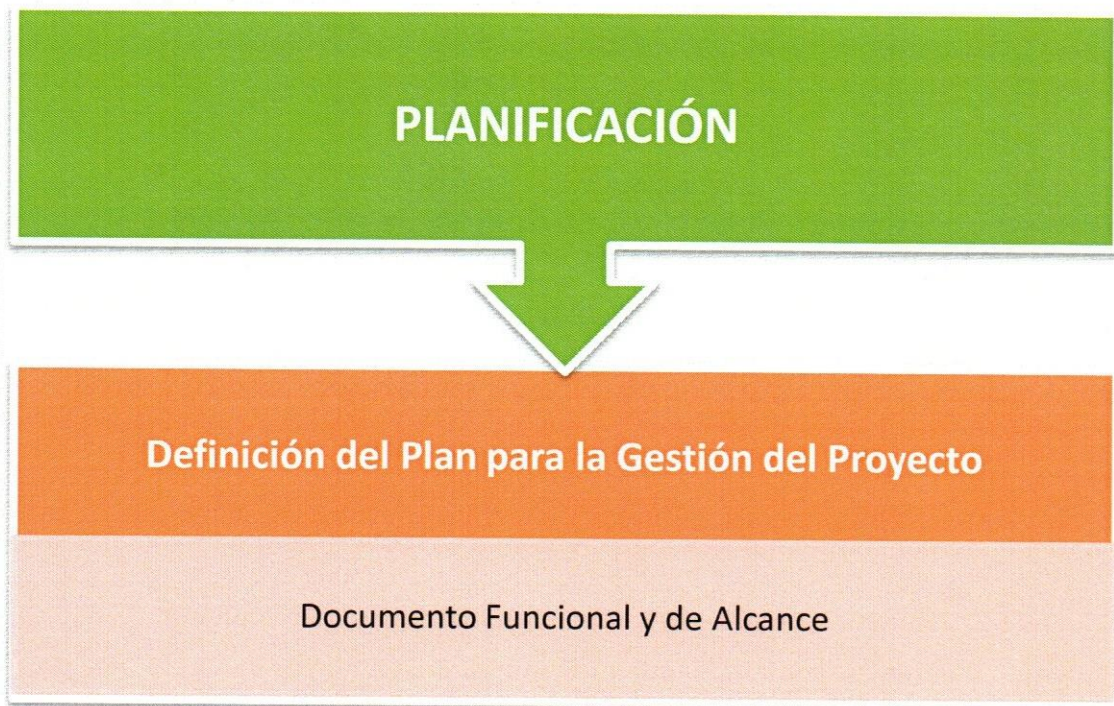 PLANIFICACIÓN
Definición del Plan para la Gestión del Proyecto
Documento Funcional y de Alcance